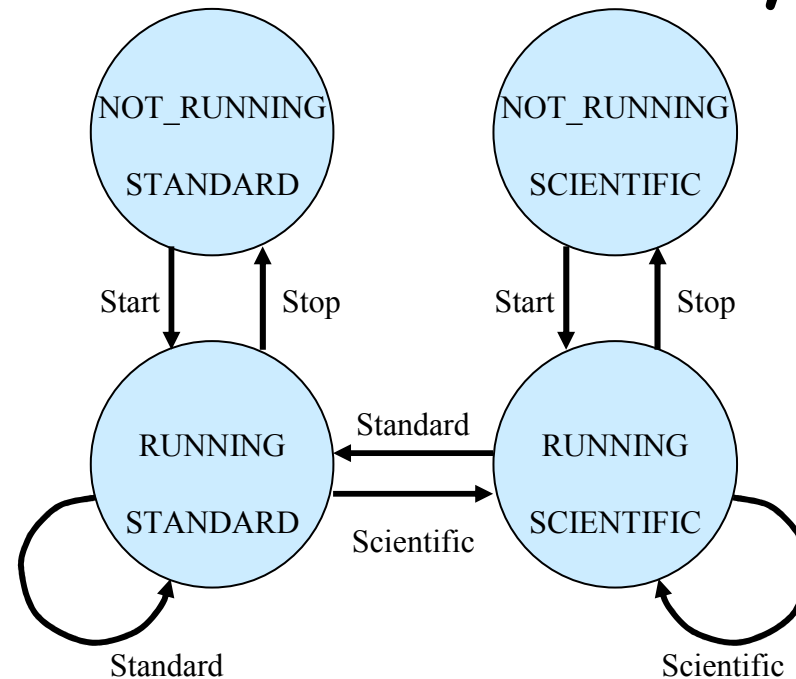 NOT_RUNNING
STANDARD
NOT_RUNNING
SCIENTIFIC
Start
Stop
Start
Stop
RUNNING
STANDARD
Standard
Scientific
RUNNING
SCIENTIFIC
Standard
Scientific